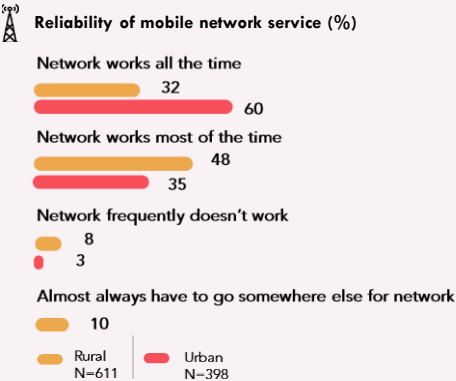 Reliability of mobile network service (%)
Network works all the time
32
60
Network works most of the time
48
35
Network frequently doesn't work
8
3
Almost always have to go somewhere else for network
10
Rural
N=611
Urban
N=398